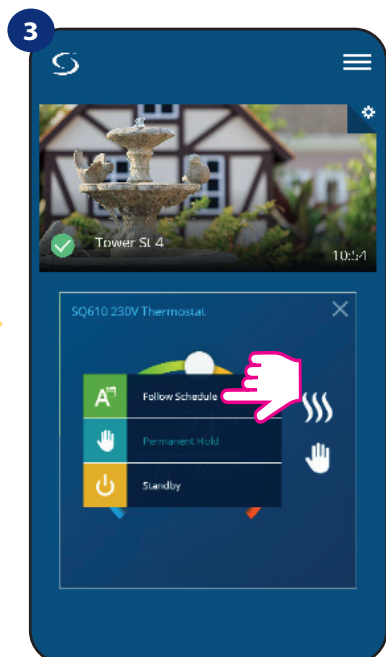 3
Tower St 4
10:54
SQ610 230V Thermostat
A
Follow Schedule
Permanent Hold
Standby